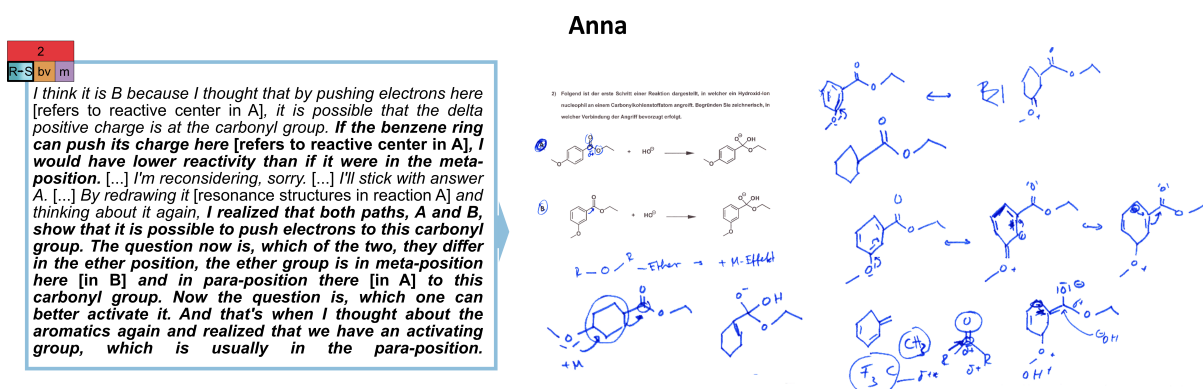 Anna
2
R-S bv m
I think it is B because I thought that by pushing electrons here
[refers to reactive center in A], it is possible that the delta
positive charge is at the carbonyl group. If the benzene ring
can push its charge here [refers to reactive center in A], I
would have lower reactivity than if it were in the meta-
position. [...] I'm reconsidering, sorry. [...] I'll stick with answer
A. [...] By redrawing it [resonance structures in reaction A] and
thinking about it again, I realized that both paths, A and B,
show that it is possible to push electrons to this carbonyl
group. The question now is, which of the two, they differ
in the ether position, the ether group is in meta-position
here [in B] and in para-position there [in A] to this
carbonyl group. Now the question is, which one can
better activate it. And that's when I thought about the
aromatics again and realized that we have an activating
group, which is usually in the para-position.
2) Folgend ist der erste Schritt einer Reaktion dargestellt, in welcher ein Hydroxid-Ion
nucleophil an einem Carbonylkohlenstoffatom angreift. Begründen Sie zeichnerisch, in
welcher Verbindung der Angriff bevorzugt erfolgt.
+ HO⊖
O⊖ OH
B
+ HO⊖
O⊖ OH
R - O - R - Ether → + M-Effekt
+M
O⁻ OH
O
CH₃
F₃C
δ+
R R
ΘOH
OH⁺